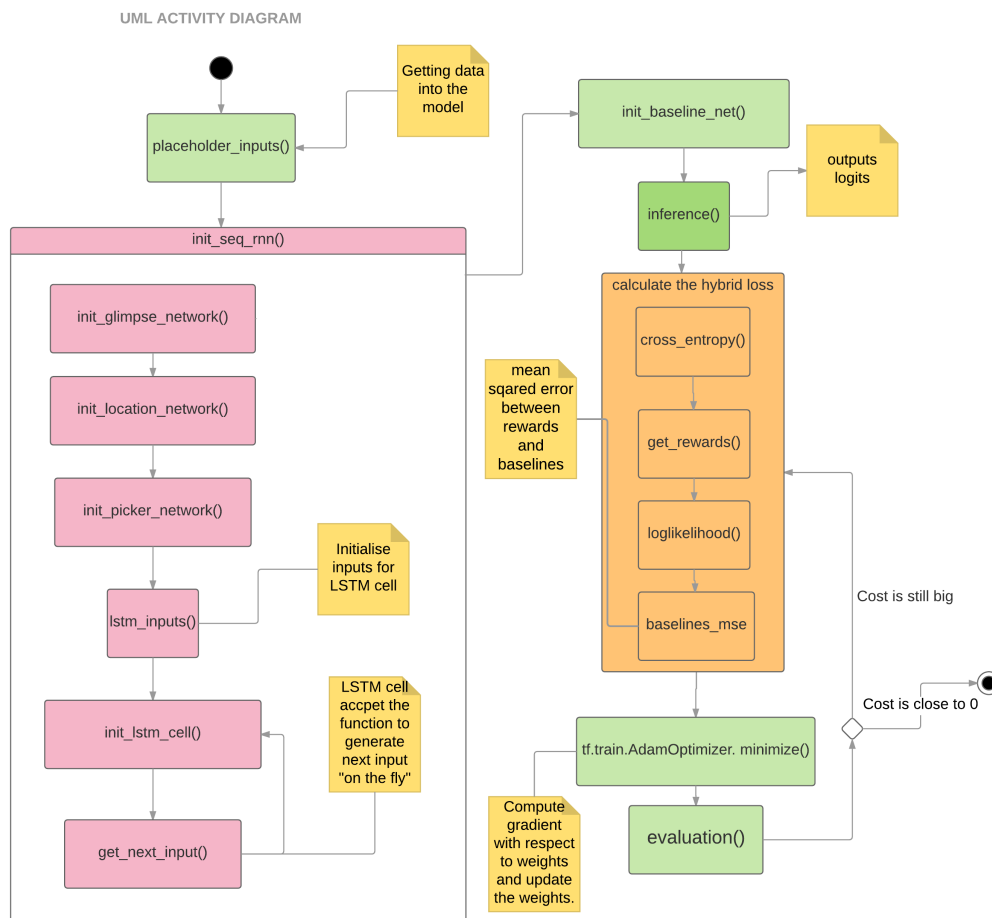 UML ACTIVITY DIAGRAM
Getting data
into the
model
placeholder_inputs()
init_seq_rnn()
init_glimpse_network()
init_location_network()
init_picker_network()
Initialise
inputs for
LSTM cell
lstm_inputs()
LSTM cell
accpet the
function to
generate
next input
"on the fly"
init_lstm_cell()
get_next_input()
init_baseline_net()
outputs
logits
inference()
calculate the hybrid loss
cross_entropy()
mean
sqared error
between
rewards
and
baselines
get_rewards()
loglikelihood()
baselines_mse
Cost is still big
Cost is close to 0
tf.train.AdamOptimizer. minimize()
Compute
gradient
with respect
to weights
and update
the weights.
evaluation()